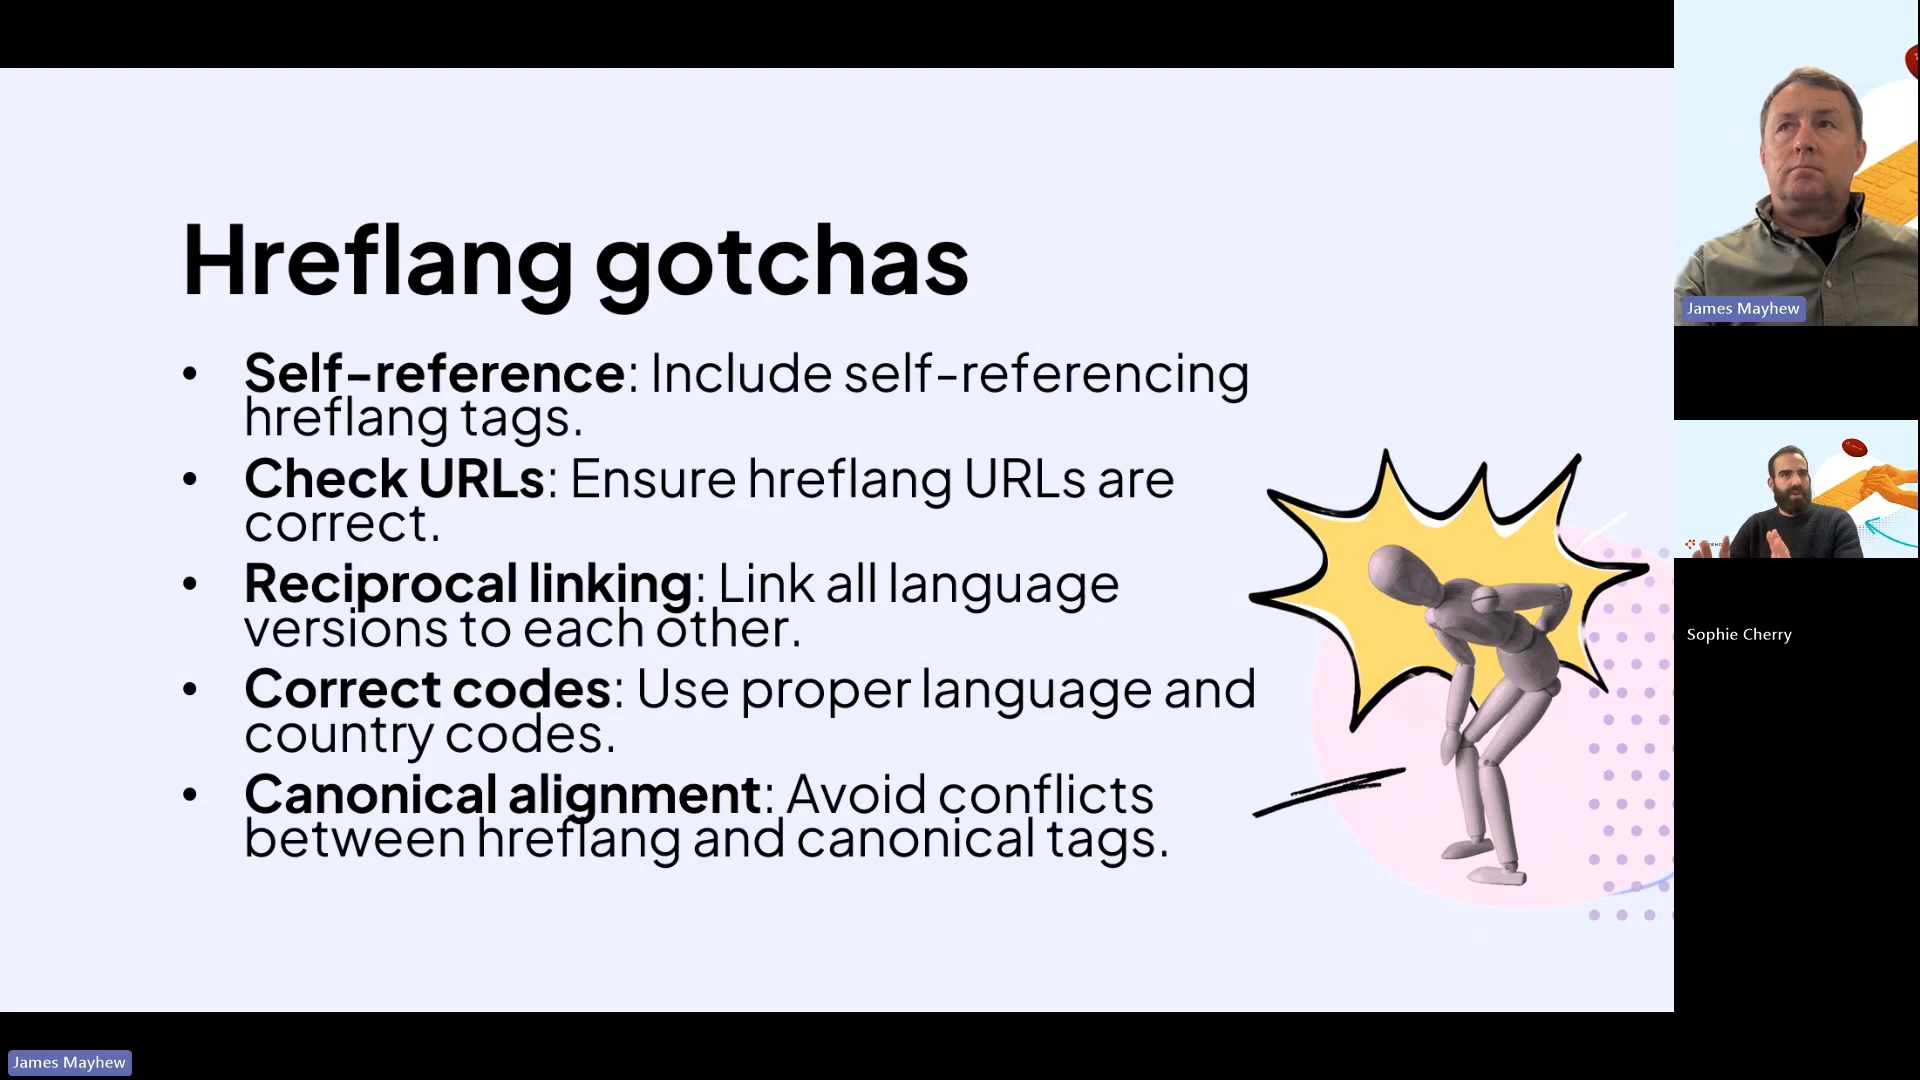 Hreflang gotchas
• Self-reference: Include self-referencing
hreflang tags.
• Check URLs: Ensure hreflang URLs are
correct.
• Reciprocal linking: Link all language
versions to each other.
• Correct codes: Use proper language and
country codes.
• Canonical alignment: Avoid conflicts
between hreflang and canonical tags.
James Mayhew
Sophie Cherry
James Mayhew